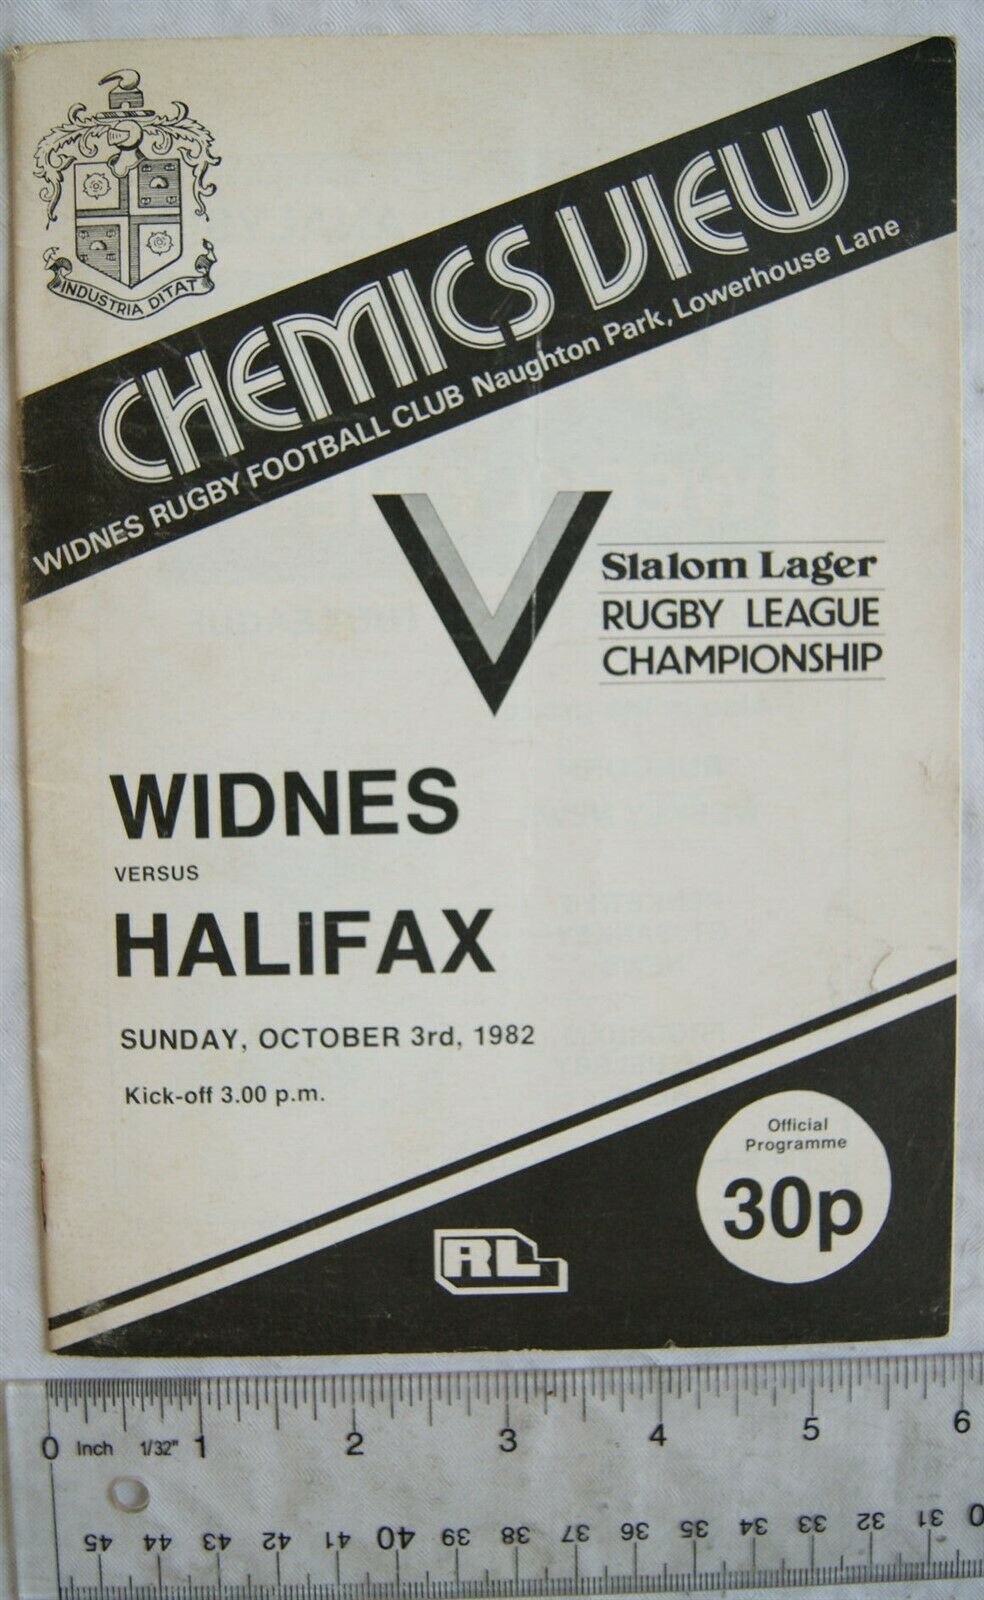 INDUSTRIA DITAT
CHEMICS VIEW
WIDNES RUGBY FOOTBALL CLUB Naughton Park, Lowerhouse Lane
Slalom Lager
RUGBY LEAGUE
CHAMPIONSHIP
WIDNES
VERSUS
HALIFAX
SUNDAY, OCTOBER 3rd, 1982
Kick-off 3.00 p.m.
Official
Programme
30p
RL
0 Inch 1/32" 1 2 3 4 5 6
45 44 43 42 41 40 39 38 37 36 35 34 33 32 31 30